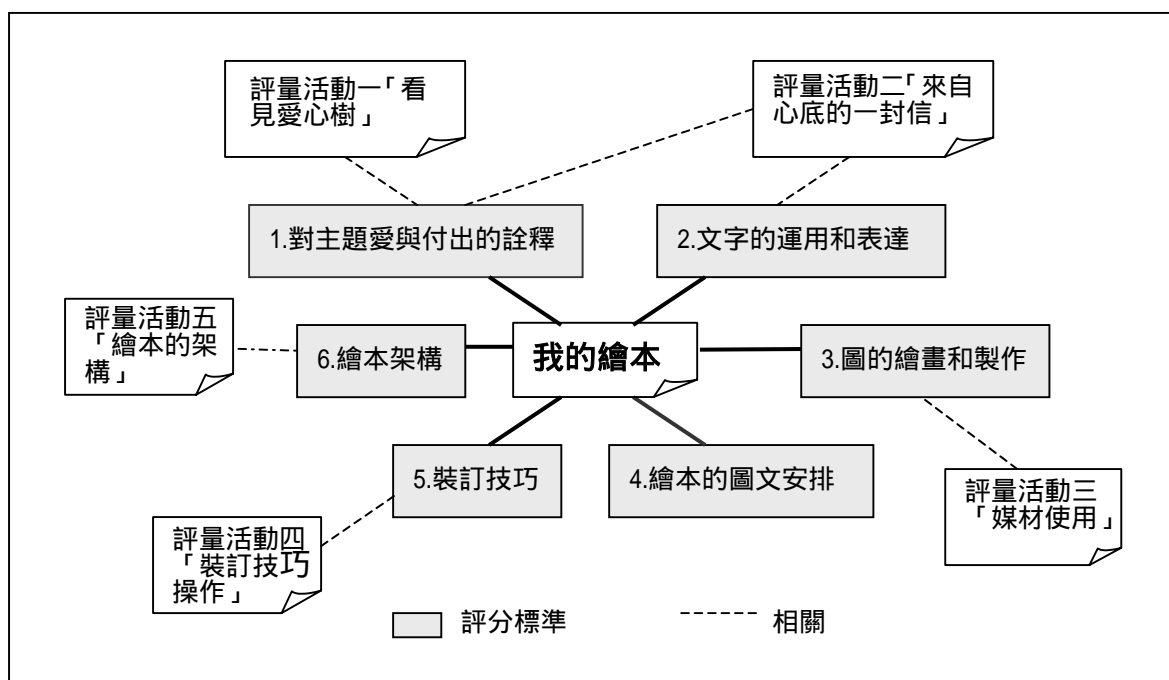 評量活動一「看
見愛心樹」
評量活動二「來自
心底的一封信」
1.對主題愛與付出的詮釋
2.文字的運用和表達
評量活動五
「繪本的架
構」
6.繪本架構
我的繪本
3.圖的繪畫和製作
5.裝訂技巧
4.繪本的圖文安排
評量活動三
「媒材使用」
評量活動四
「裝訂技巧
操作」
評分標準
相關